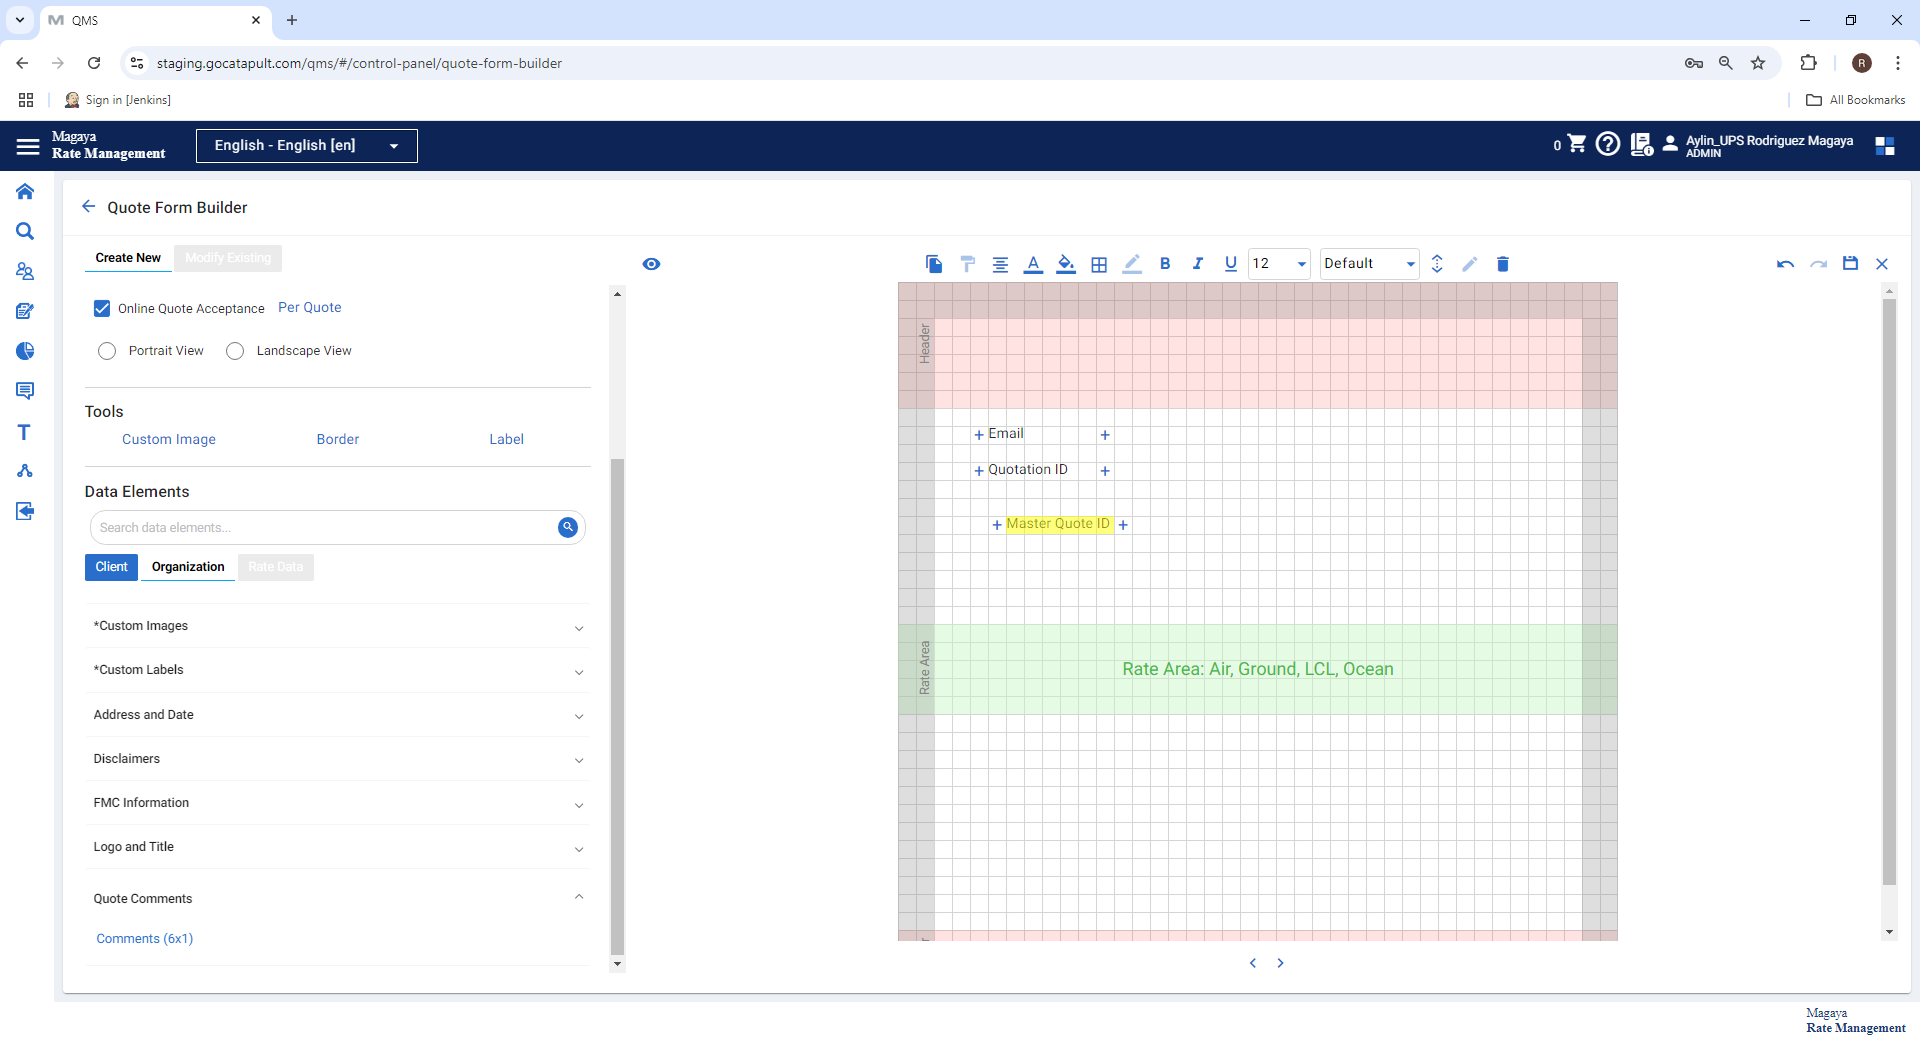 QMS
staging.gocatapult.com/qms/#/control-panel/quote-form-builder
R
Sign in [Jenkins]
All Bookmarks
Magaya
Rate Management
English - English [en]
0
Aylin_UPS Rodriguez Magaya
ADMIN
Quote Form Builder
Create New
Modify Existing
12
Default
Online Quote Acceptance
Per Quote
Portrait View
Landscape View
Tools
Custom Image
Border
Label
Data Elements
Search data elements...
Client
Organization
Rate Data
*Custom Images
*Custom Labels
Address and Date
Disclaimers
FMC Information
Logo and Title
Quote Comments
Comments (6x1)
Header
Email
Quotation ID
Master Quote ID
Rate Area
Rate Area: Air, Ground, LCL, Ocean
Magaya
Rate Management